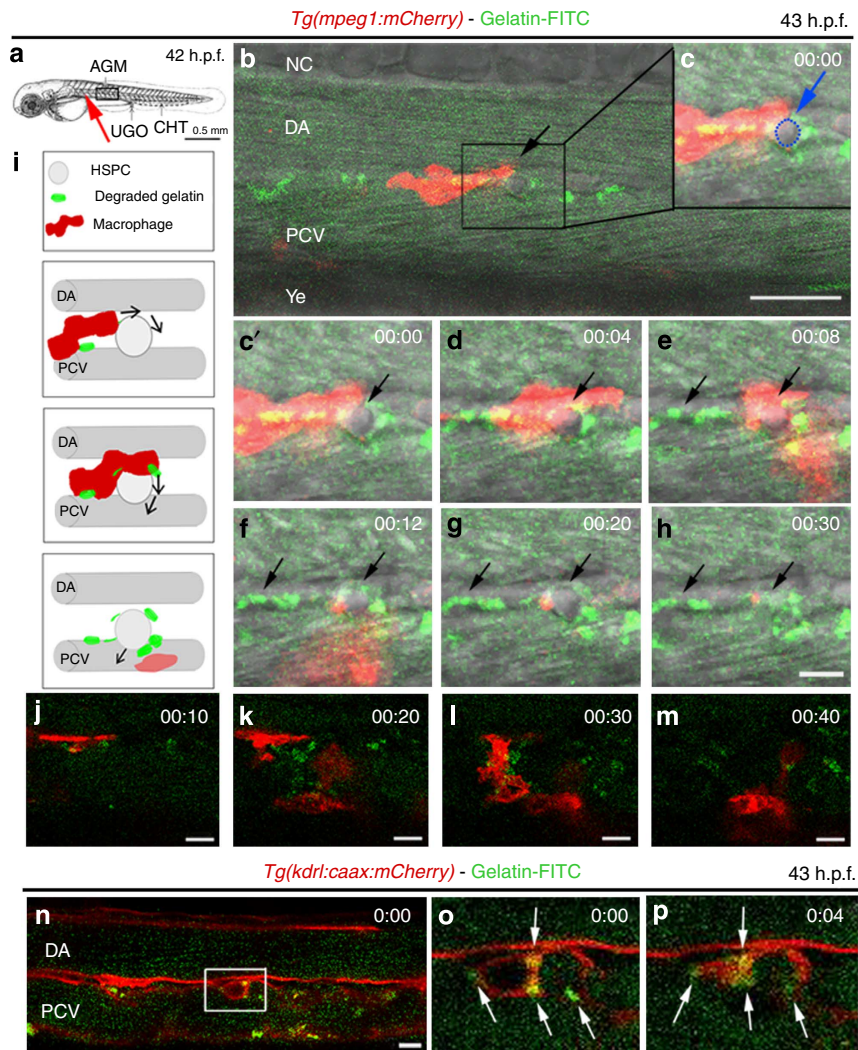 Tg(mpeg1:mCherry) - Gelatin-FITC 43 h.p.f.
a 42 h.p.f.
AGM
UGO CHT 0.5 mm
b
NC
DA
PCV
Ye
c 00:00
i
HSPC
Degraded gelatin
Macrophage
DA
PCV
DA
PCV
DA
PCV
c′ 00:00
d 00:04
e 00:08
f 00:12
g 00:20
h 00:30
j 00:10
k 00:20
l 00:30
m 00:40
Tg(kdrl:caax:mCherry) - Gelatin-FITC 43 h.p.f.
n 0:00
DA
PCV
o 0:00
p 0:04